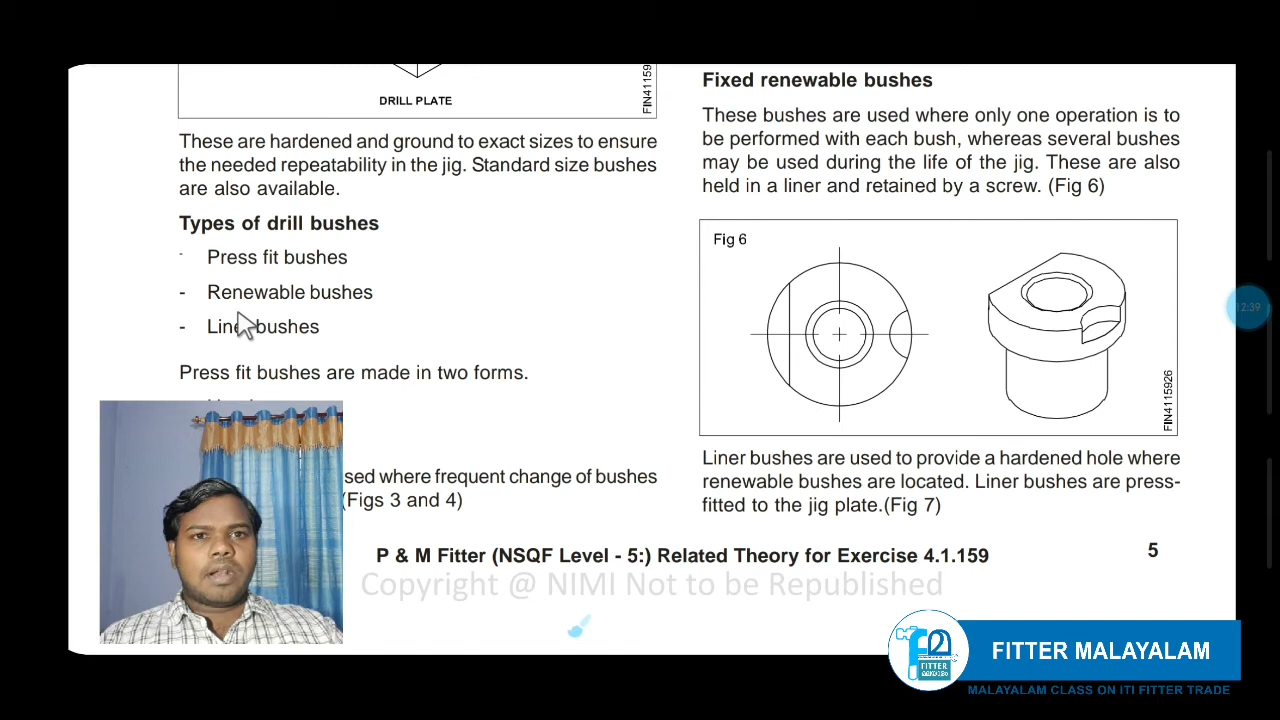 DRILL PLATE
FIN41159
These are hardened and ground to exact sizes to ensure
the needed repeatability in the jig. Standard size bushes
are also available.
Types of drill bushes
- Press fit bushes
- Renewable bushes
- Liner bushes
Press fit bushes are made in two forms.
sed where frequent change of bushes
(Figs 3 and 4)
Fixed renewable bushes
These bushes are used where only one operation is to
be performed with each bush, whereas several bushes
may be used during the life of the jig. These are also
held in a liner and retained by a screw. (Fig 6)
Fig 6
FIN4115926
Liner bushes are used to provide a hardened hole where
renewable bushes are located. Liner bushes are press-
fitted to the jig plate.(Fig 7)
P & M Fitter (NSQF Level - 5:) Related Theory for Exercise 4.1.159
5
Copyright @ NIMI Not to be Republished
12:39
FITTER
FITTER MALAYALAM
MALAYALAM CLASS ON ITI FITTER TRADE